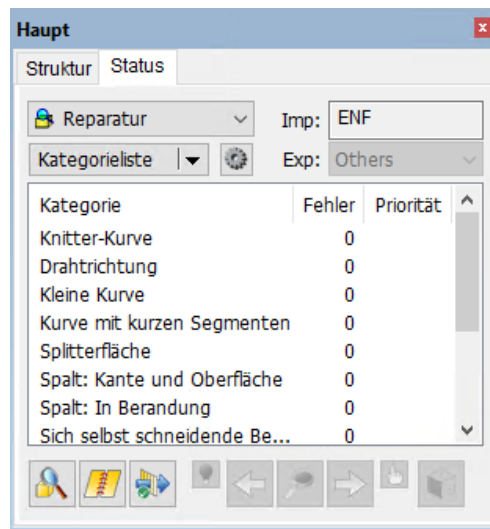 Haupt
Struktur Status
Reparatur Imp: ENF
Kategorieliste Exp: Others
Kategorie Fehler Priorität
Knitter-Kurve 0
Drahtrichtung 0
Kleine Kurve 0
Kurve mit kurzen Segmenten 0
Splitterfläche 0
Spalt: Kante und Oberfläche 0
Spalt: In Berandung 0
Sich selbst schneidende Be... 0